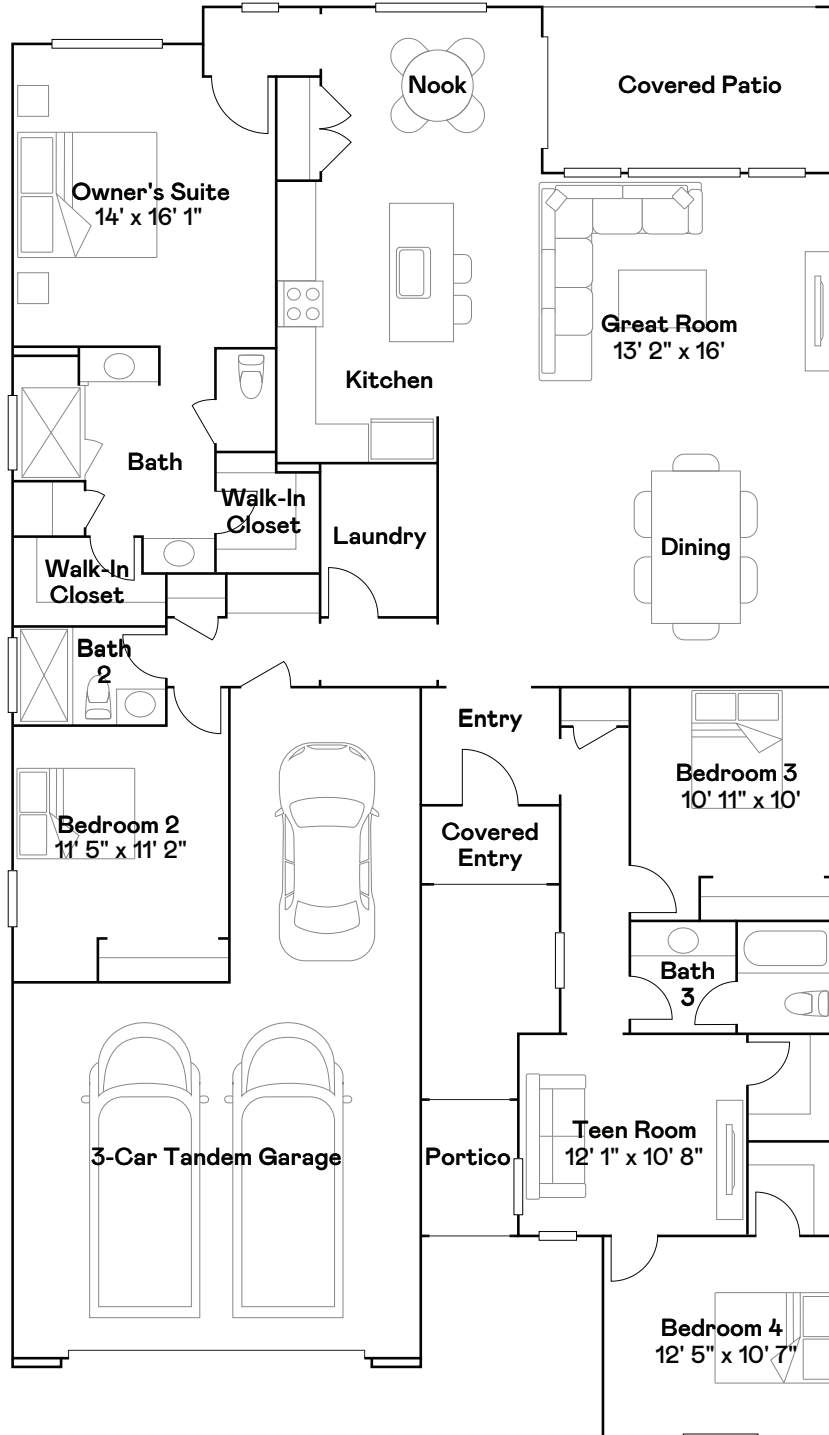 Nook
Covered Patio
Owner's Suite
14' x 16' 1"
Great Room
13' 2" x 16'
Kitchen
Bath
Walk-In
Closet
Laundry
Dining
Walk-In
Closet
Bath
2
Entry
Bedroom 3
10' 11" x 10'
Bedroom 2
11' 5" x 11' 2"
Covered
Entry
Bath
3
Teen Room
12' 1" x 10' 8"
3-Car Tandem Garage
Portico
Bedroom 4
12' 5" x 10' 7"